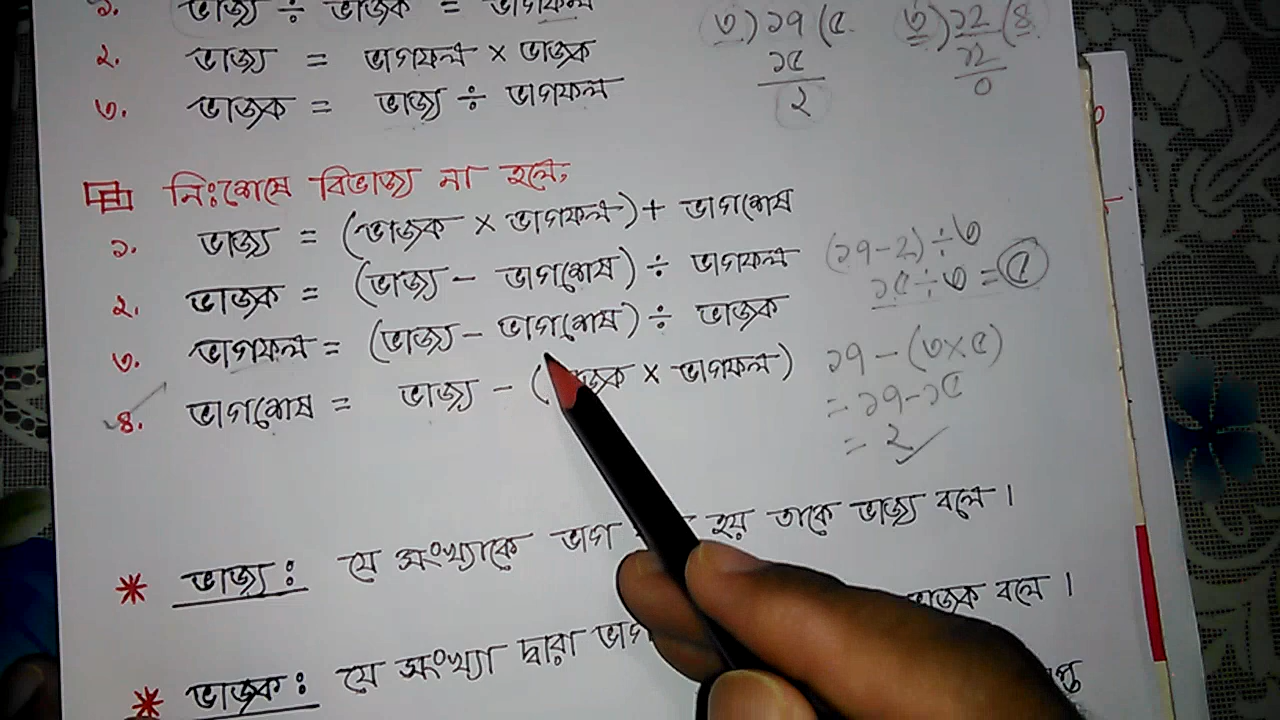 ১. ভাজ্য ÷ ভাজক = ভাগফল
২. ভাজ্য = ভাগফল × ভাজক
৩. ভাজক = ভাজ্য ÷ ভাগফল
৩) ১৭ (৫
১৫
২
৩) ১২ (৪
১২
০
নিঃশেষে বিভাজ্য না হলে,
১. ভাজ্য = (ভাজক × ভাগফল) + ভাগশেষ
২. ভাজক = (ভাজ্য - ভাগশেষ) ÷ ভাগফল
৩. ভাগফল = (ভাজ্য - ভাগশেষ) ÷ ভাজক
৪. ভাগশেষ = ভাজ্য - ( × ভাগফল)
(১৭-২) ÷ ৩
১৫ ÷ ৩ = ৫
১৭ - (৩×৫)
= ১৭-১৫
= ২
* ভাজ্য : যে সংখ্যাকে ভাগ হয় তাকে ভাজ্য বলে।
* ভাজক : যে সংখ্যা দ্বারা ভাগ ভাজক বলে।